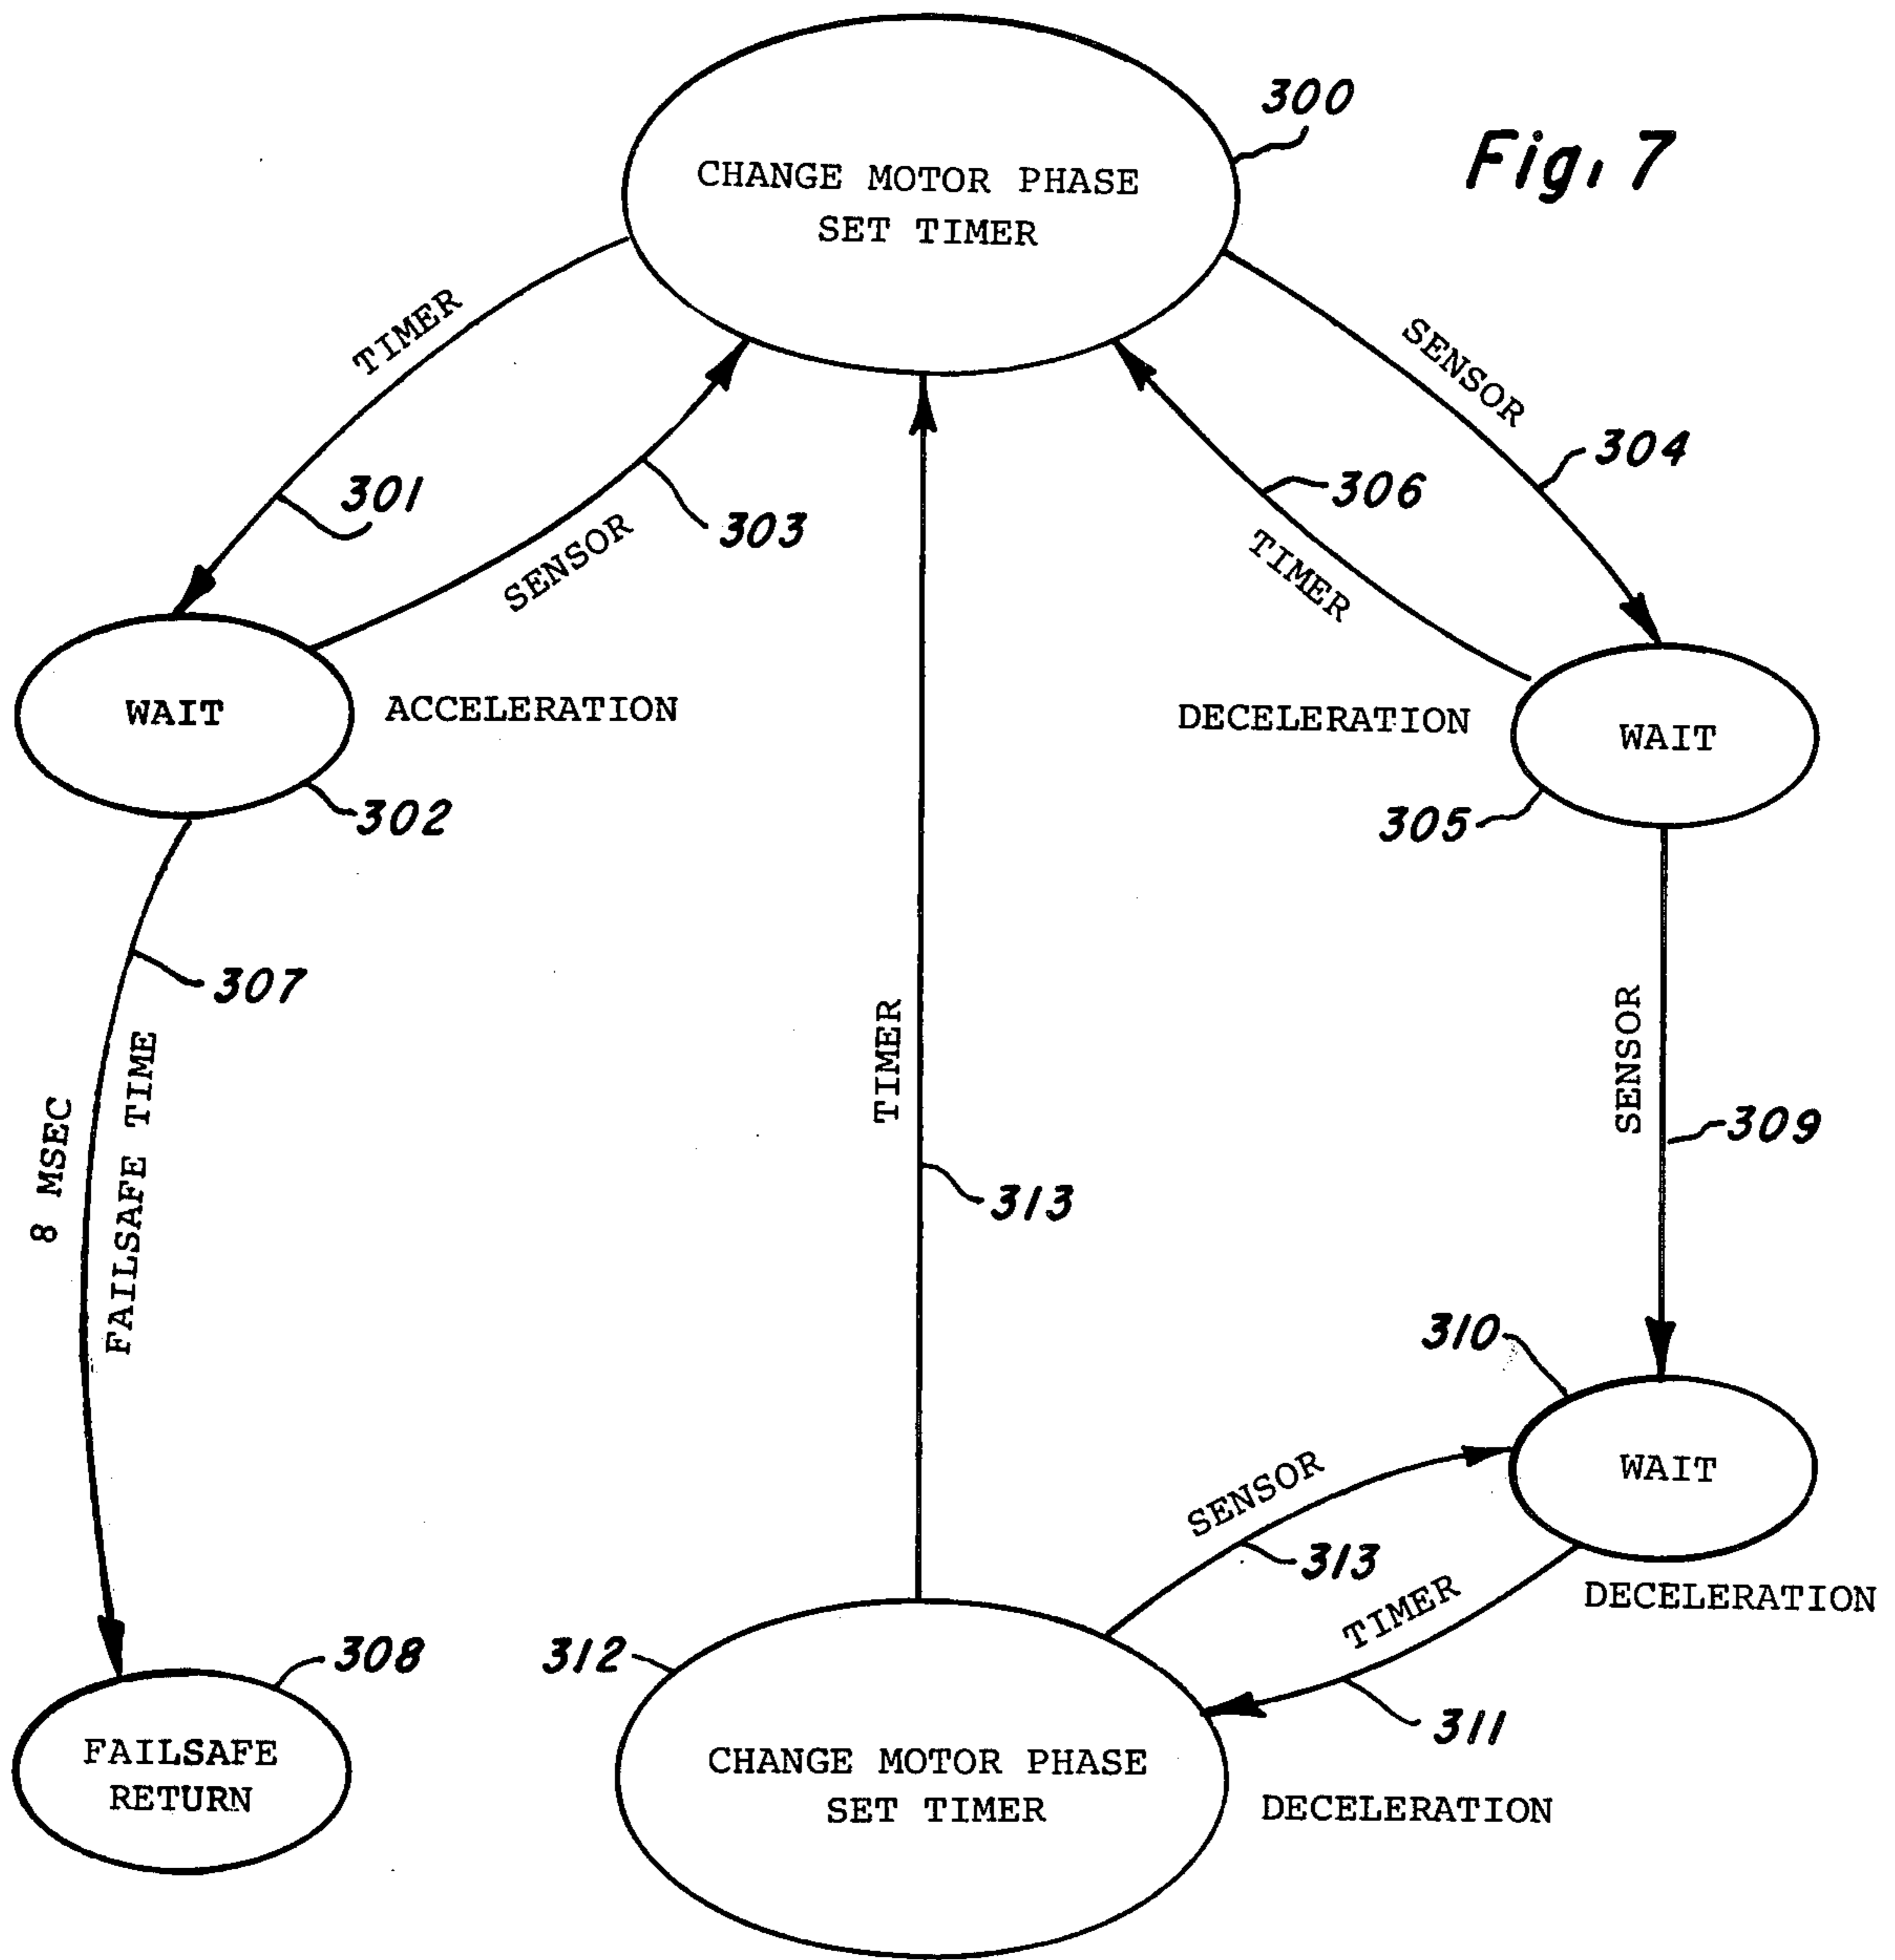 300
Fig. 7
CHANGE MOTOR PHASE
SET TIMER
TIMER
SENSOR
301
303
SENSOR
304
306
TIMER
WAIT
ACCELERATION
302
DECELERATION
WAIT
305
307
8 MSEC
FAILSAFE TIME
TIMER
313
SENSOR
309
310
WAIT
SENSOR
313
TIMER
311
DECELERATION
308
FAILSAFE
RETURN
312
CHANGE MOTOR PHASE
SET TIMER
DECELERATION